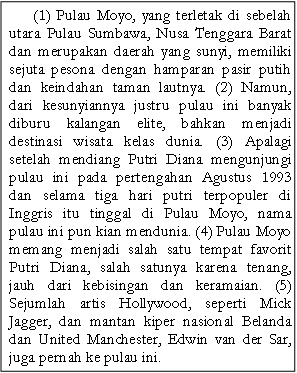 (1) Pulau Moyo, yang terletak di sebelah
utara Pulau Sumbawa, Nusa Tenggara Barat
dan merupakan daerah yang sunyi, memiliki
sejuta pesona dengan hamparan pasir putih
dan keindahan taman lautnya. (2) Namun,
dari kesunyiannya justru pulau ini banyak
diburu kalangan elite, bahkan menjadi
destinasi wisata kelas dunia. (3) Apalagi
setelah mendiang Putri Diana mengunjungi
pulau ini pada pertengahan Agustus 1993
dan selama tiga hari putri terpopuler di
Inggris itu tinggal di Pulau Moyo, nama
pulau ini pun kian mendunia. (4) Pulau Moyo
memang menjadi salah satu tempat favorit
Putri Diana, salah satunya karena tenang,
jauh dari kebisingan dan keramaian. (5)
Sejumlah artis Hollywood, seperti Mick
Jagger, dan mantan kiper nasional Belanda
dan United Manchester, Edwin van der Sar,
juga pernah ke pulau ini.